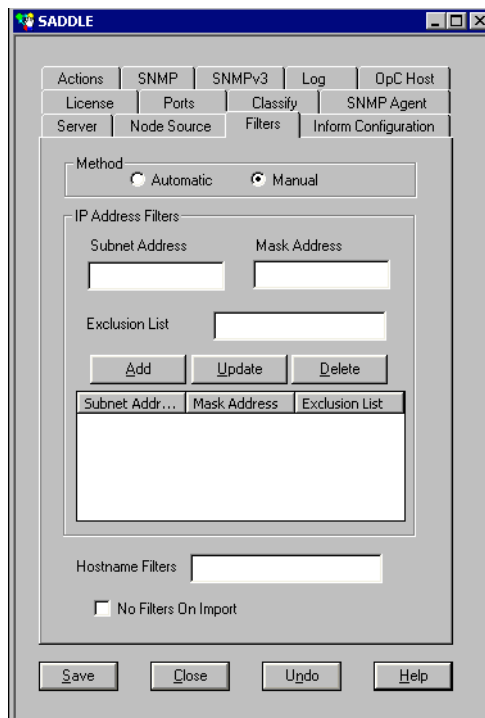 SADDLE
Actions SNMP SNMPv3 Log OpC Host
License Ports Classify SNMP Agent
Server Node Source Filters Inform Configuration
Method
Automatic Manual
IP Address Filters
Subnet Address Mask Address
Exclusion List
Add Update Delete
Subnet Addr... Mask Address Exclusion List
Hostname Filters
No Filters On Import
Save Close Undo Help